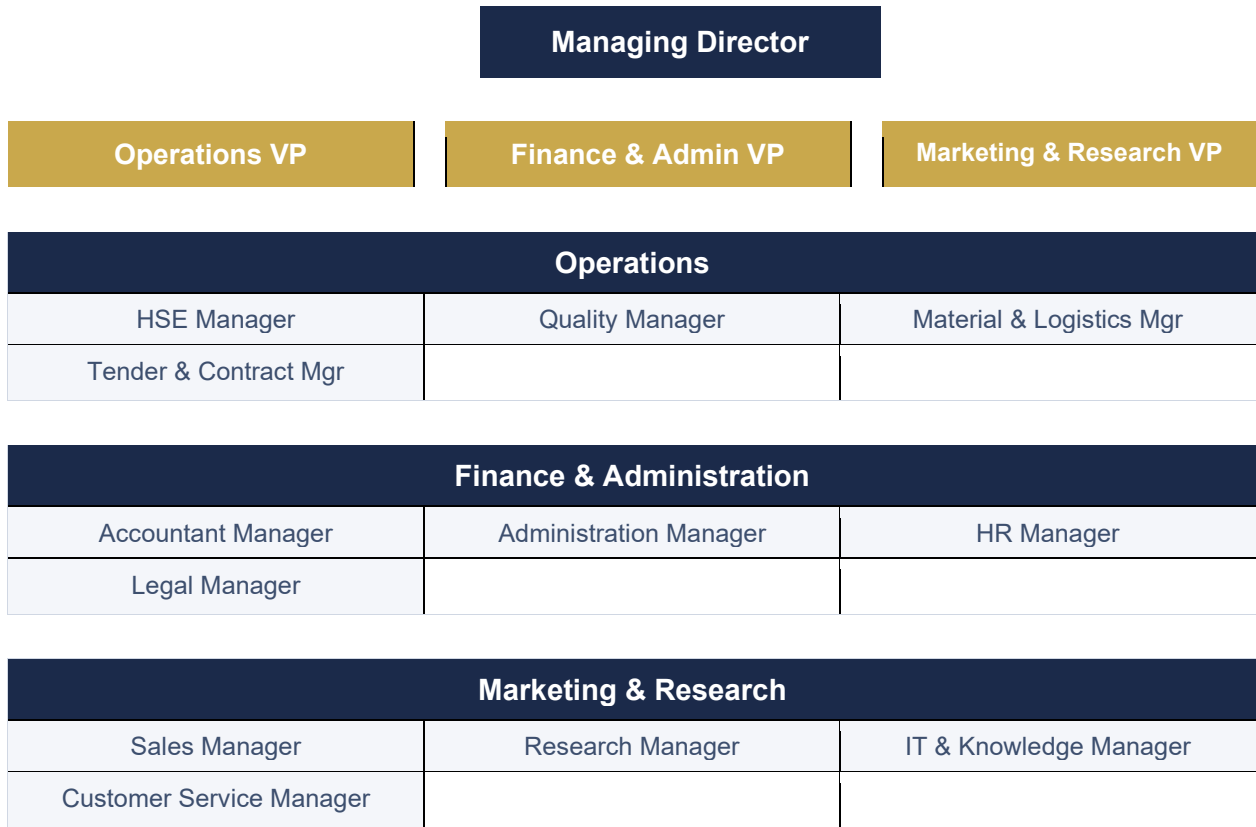 Managing Director
Operations VP
Finance & Admin VP
Marketing & Research VP
Operations
HSE Manager
Quality Manager
Material & Logistics Mgr
Tender & Contract Mgr
Finance & Administration
Accountant Manager
Administration Manager
HR Manager
Legal Manager
Marketing & Research
Sales Manager
Research Manager
IT & Knowledge Manager
Customer Service Manager